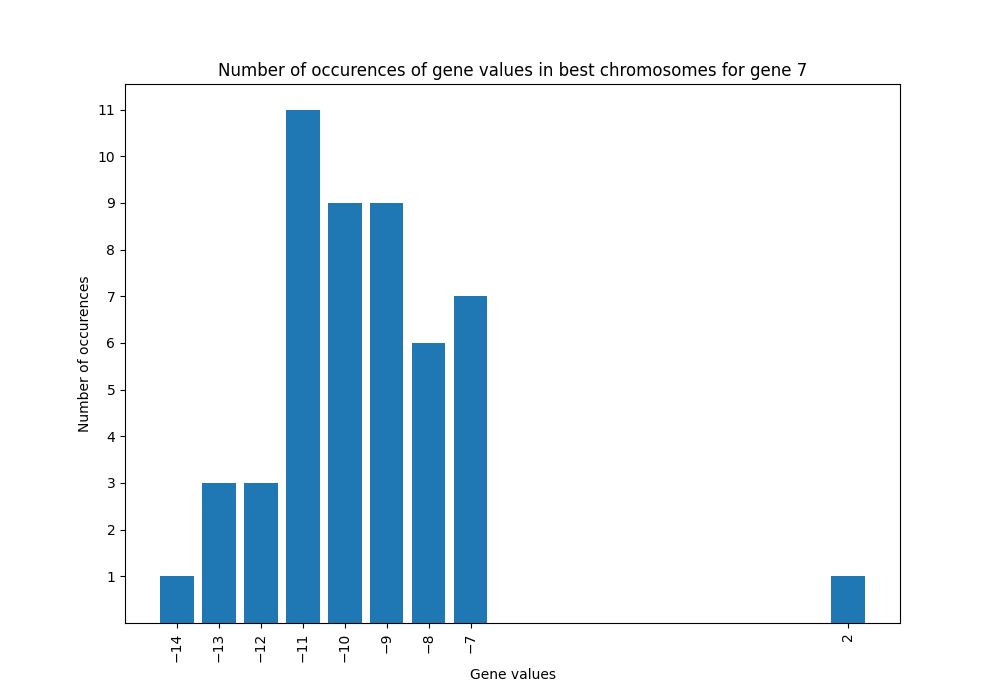 Number of occurences of gene values in best chromosomes for gene 7
Number of occurences
11
10
9
8
7
6
5
4
3
2
1
−14 −13 −12 −11 −10 −9 −8 −7 2
Gene values